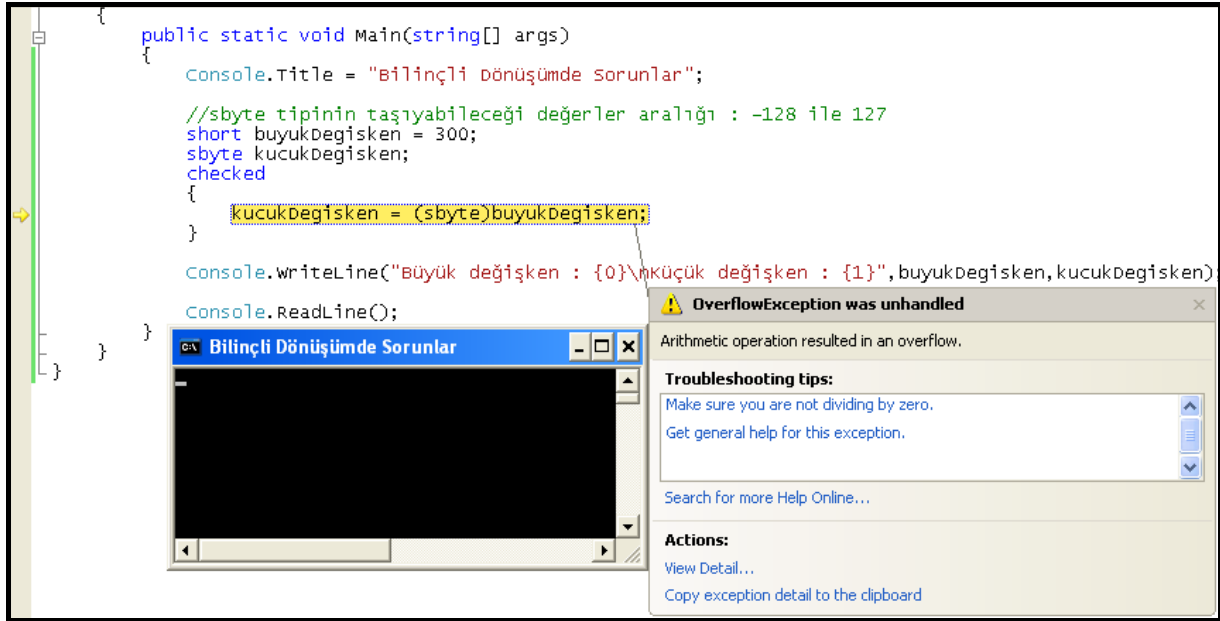 {
public static void Main(string[] args)
{
Console.Title = "Bilinçli Dönüşümde Sorunlar";
//sbyte tipinin taşıyabileceği değerler aralığı : -128 ile 127
short buyukDegisken = 300;
sbyte kucukDegisken;
checked
{
kucukDegisken = (sbyte)buyukDegisken;
}
Console.WriteLine("Büyük değişken : {0}\nKüçük değişken : {1}",buyukDegisken,kucukDegisken);
Console.ReadLine();
}
}
}
Bilinçli Dönüşümde Sorunlar
OverflowException was unhandled
Arithmetic operation resulted in an overflow.
Troubleshooting tips:
Make sure you are not dividing by zero.
Get general help for this exception.
Search for more Help Online...
Actions:
View Detail...
Copy exception detail to the clipboard